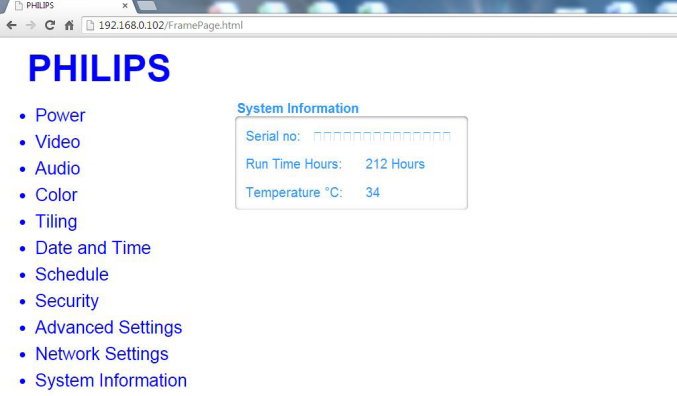 PHILIPS
192.168.0.102/FramePage.html
PHILIPS
Power
Video
Audio
Color
Tiling
Date and Time
Schedule
Security
Advanced Settings
Network Settings
System Information
System Information
Serial no:
Run Time Hours: 212 Hours
Temperature °C: 34